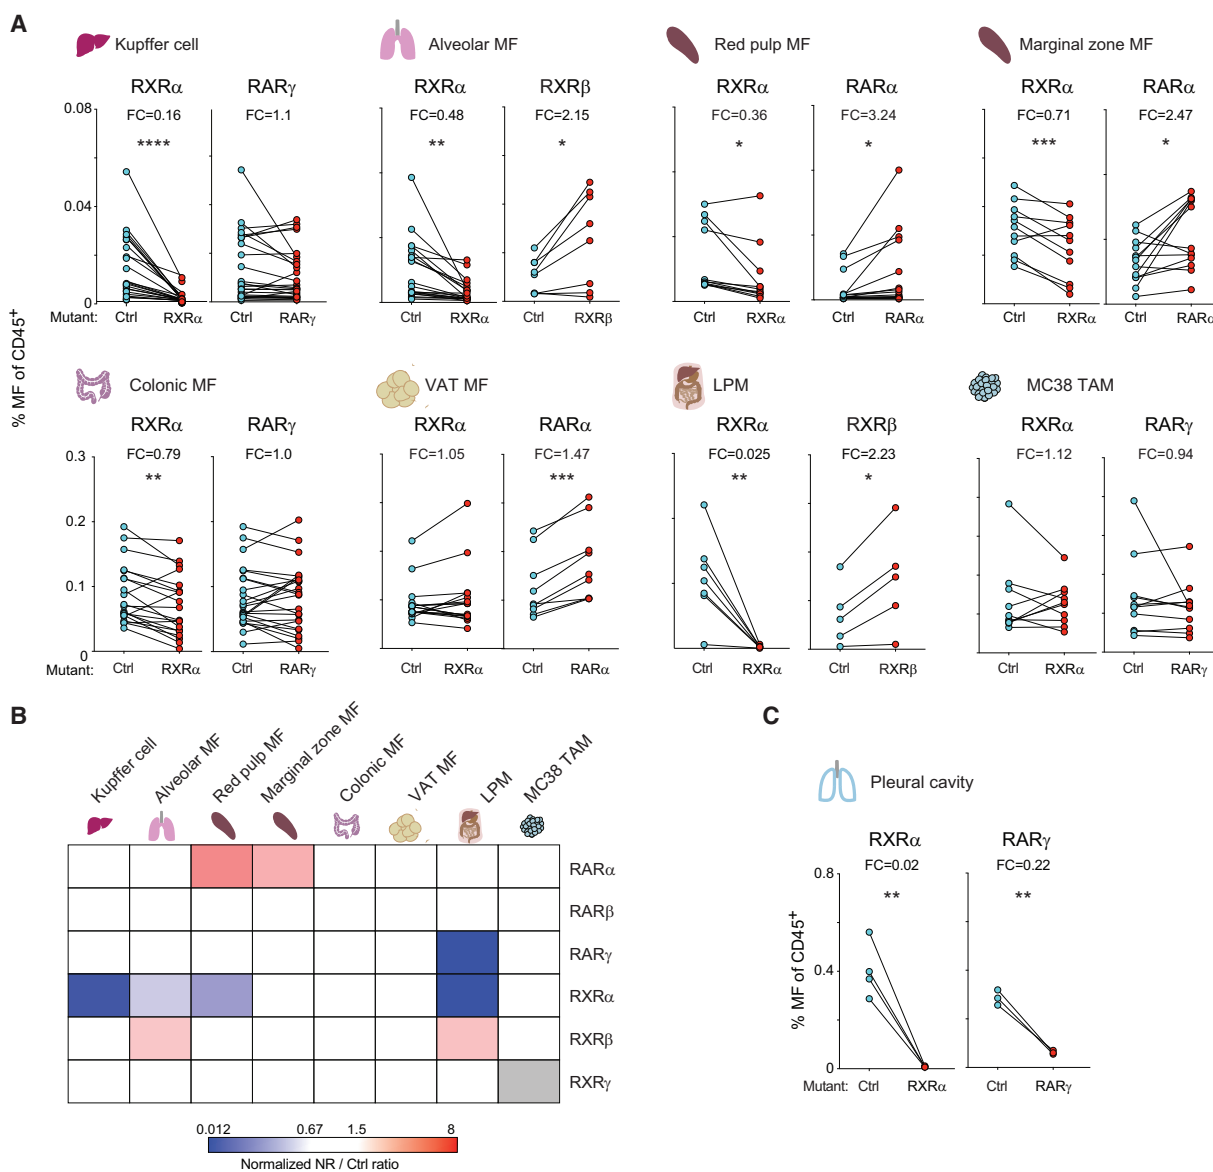 A
Kupffer cell
Alveolar MF
Red pulp MF
Marginal zone MF
RXRα RARγ RXRα RXRβ RXRα RARα RXRα RARα
0.08 FC=0.16 FC=1.1 FC=0.48 FC=2.15 FC=0.36 FC=3.24 FC=0.71 FC=2.47
**** ** * * * *** *
0.04
0
Mutant: Ctrl RXRα Ctrl RARγ Ctrl RXRα Ctrl RXRβ Ctrl RXRα Ctrl RARα Ctrl RXRα Ctrl RARα
% MF of CD45+
Colonic MF
VAT MF
LPM
MC38 TAM
RXRα RARγ RXRα RARα RXRα RXRβ RXRα RARγ
0.3 FC=0.79 FC=1.0 FC=1.05 FC=1.47 FC=0.025 FC=2.23 FC=1.12 FC=0.94
** *** ** *
0.2
0.1
0
Mutant: Ctrl RXRα Ctrl RARγ Ctrl RXRα Ctrl RARα Ctrl RXRα Ctrl RXRβ Ctrl RXRα Ctrl RARγ
B
Kupffer cell
Alveolar MF
Red pulp MF
Marginal zone MF
Colonic MF
VAT MF
LPM
MC38 TAM
RARα
RARβ
RARγ
RXRα
RXRβ
RXRγ
0.012 0.67 1.5 8
Normalized NR / Ctrl ratio
C
Pleural cavity
RXRα RARγ
FC=0.02 FC=0.22
0.8
** **
0.4
0
% MF of CD45+
Mutant: Ctrl RXRα Ctrl RARγ